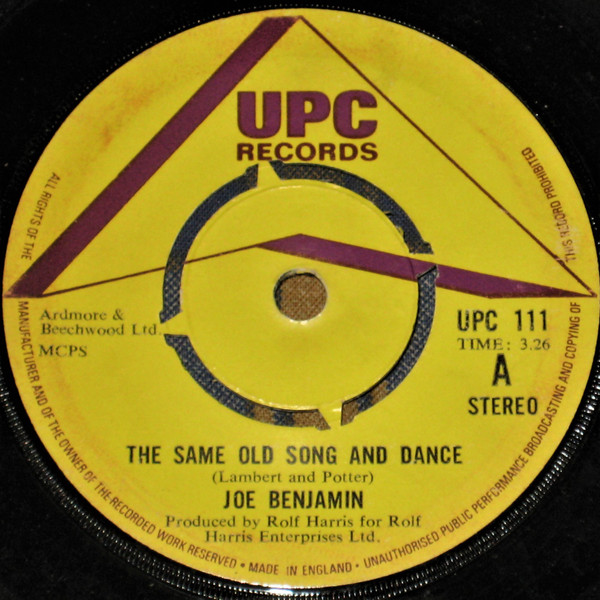 UPC
RECORDS
ALL RIGHTS OF THE
MANUFACTURER AND OF THE OWNER OF THE RECORDED WORK RESERVED • MADE IN ENGLAND • UNAUTHORISED PUBLIC PERFORMANCE BROADCASTING AND COPYING OF
THIS RECORD PROHIBITED
Ardmore &
Beechwood Ltd.
MCPS
UPC 111
TIME: 3.26
A
STEREO
THE SAME OLD SONG AND DANCE
(Lambert and Potter)
JOE BENJAMIN
Produced by Rolf Harris for Rolf
Harris Enterprises Ltd.